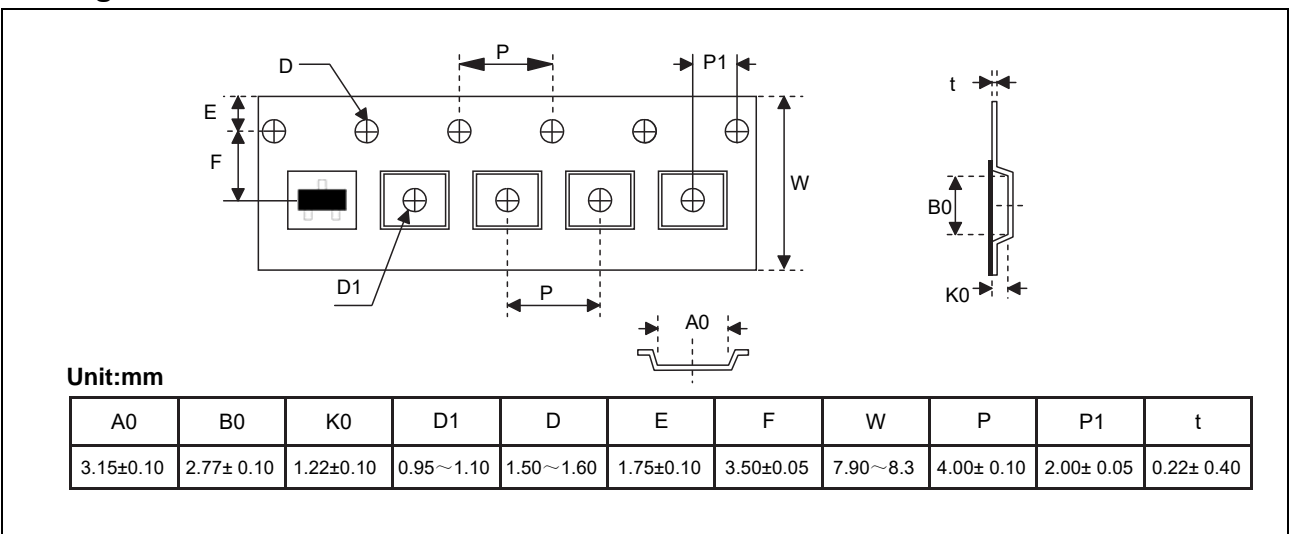 P
P1
D
t
E
F
W
B0
D1
P
K0
A0
Unit:mm
A0 B0 K0 D1 D E F W P P1 t
3.15±0.10 2.77± 0.10 1.22±0.10 0.95～1.10 1.50～1.60 1.75±0.10 3.50±0.05 7.90～8.3 4.00± 0.10 2.00± 0.05 0.22± 0.40